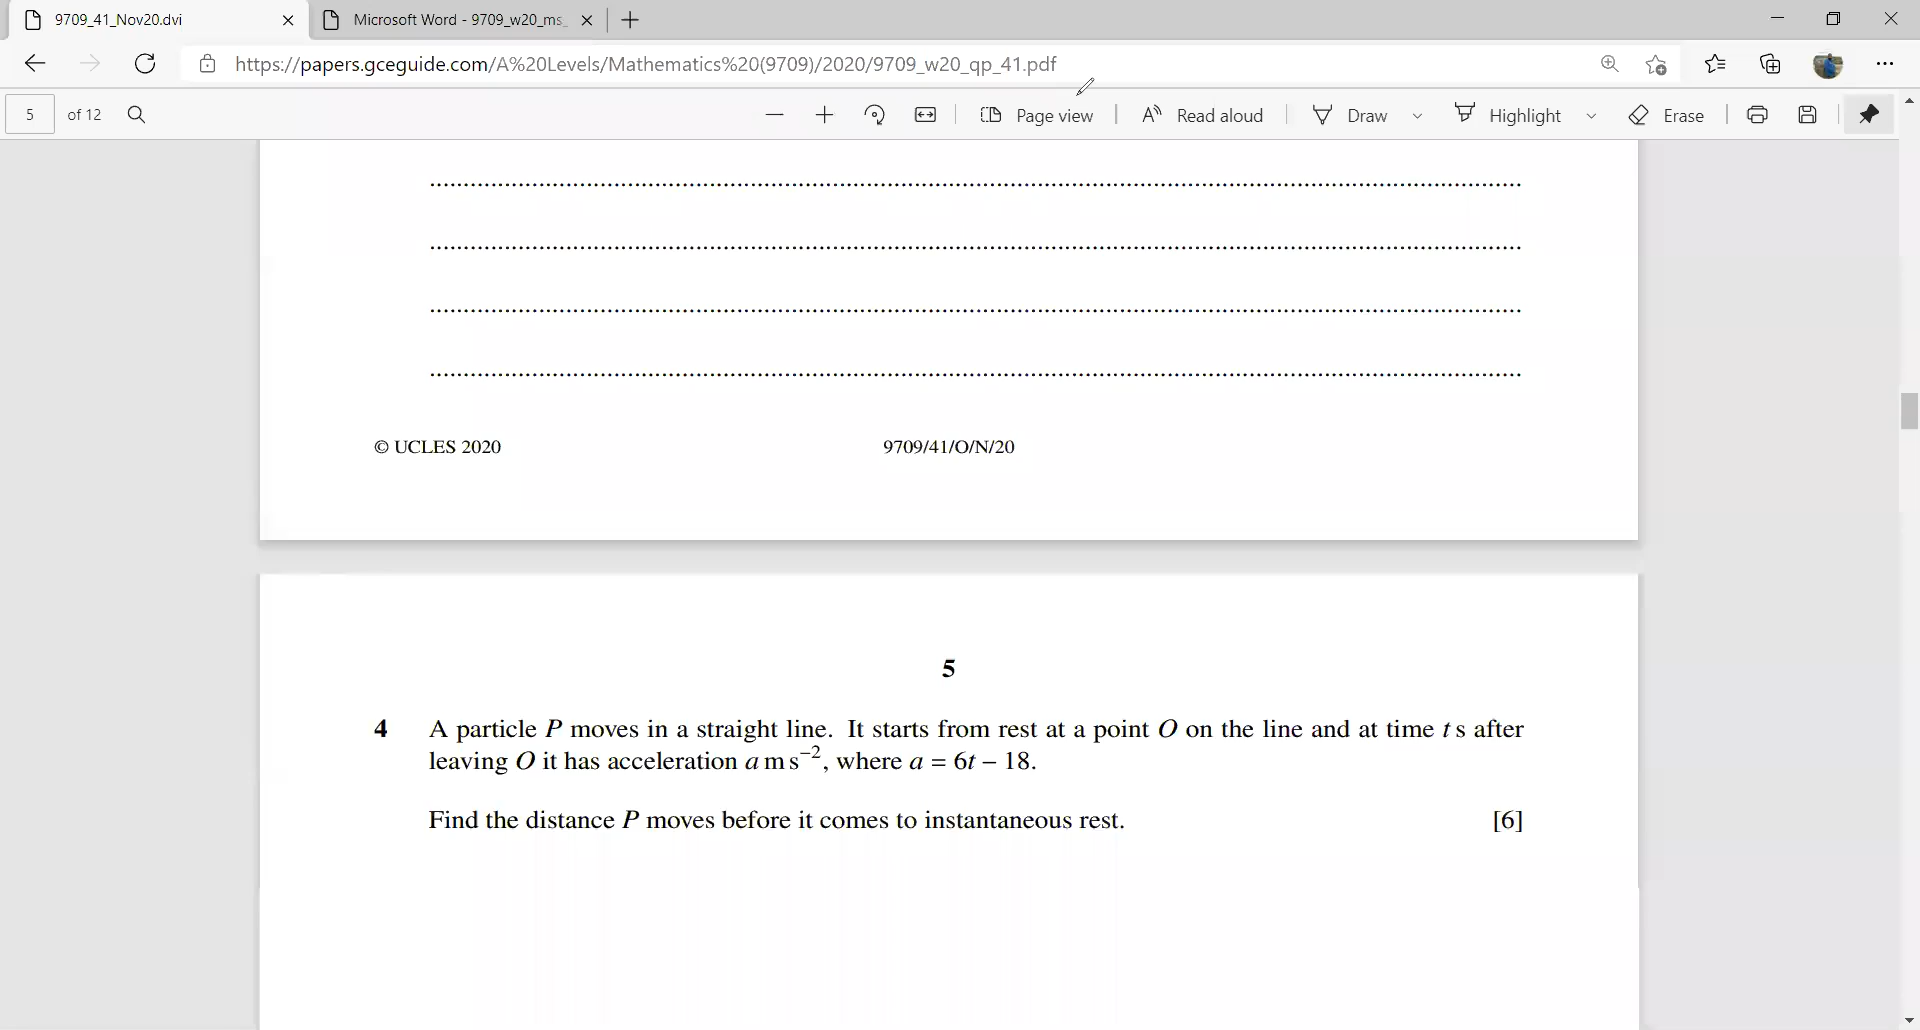 9709_41_Nov20.dvi
Microsoft Word - 9709_w20_ms_
https://papers.gceguide.com/A%20Levels/Mathematics%20(9709)/2020/9709_w20_qp_41.pdf
5 of 12
Page view
Read aloud
Draw
Highlight
Erase
© UCLES 2020
9709/41/O/N/20
5
4 A particle P moves in a straight line. It starts from rest at a point O on the line and at time t s after
leaving O it has acceleration a m s⁻², where a = 6t – 18.
Find the distance P moves before it comes to instantaneous rest. [6]